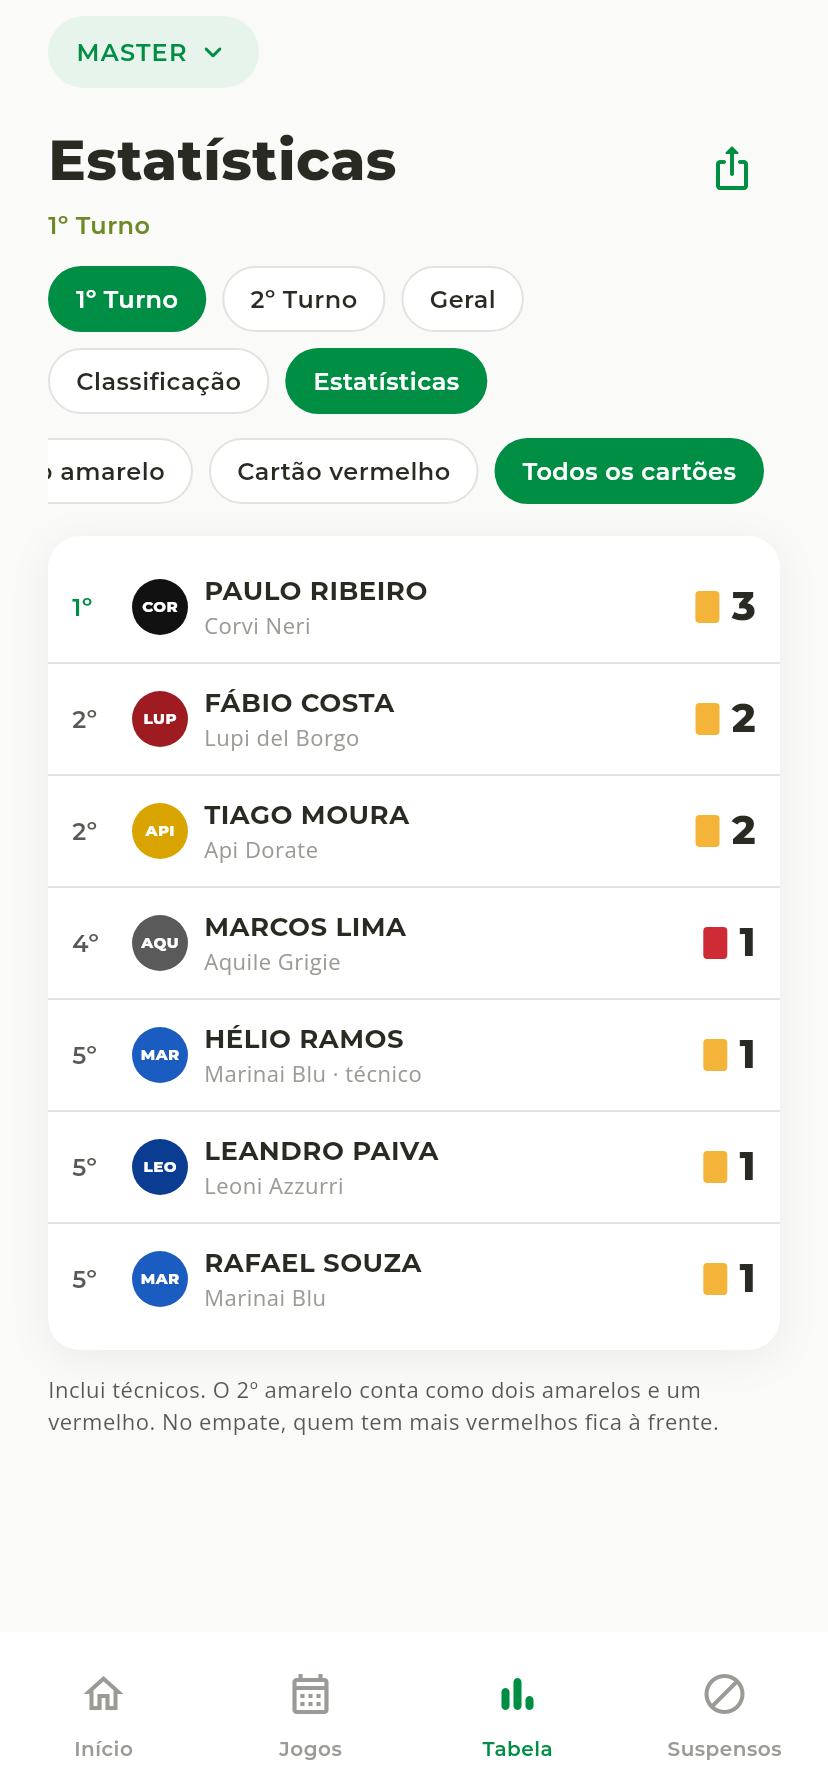 MASTER
Estatísticas
1º Turno
1º Turno
2º Turno
Geral
Classificação
Estatísticas
amarelo
Cartão vermelho
Todos os cartões
1º
COR
PAULO RIBEIRO
Corvi Neri
3
2º
LUP
FÁBIO COSTA
Lupi del Borgo
2
2º
API
TIAGO MOURA
Api Dorate
2
4º
AQU
MARCOS LIMA
Aquile Grigie
1
5º
MAR
HÉLIO RAMOS
Marinai Blu · técnico
1
5º
LEO
LEANDRO PAIVA
Leoni Azzurri
1
5º
MAR
RAFAEL SOUZA
Marinai Blu
1
Inclui técnicos. O 2º amarelo conta como dois amarelos e um
vermelho. No empate, quem tem mais vermelhos fica à frente.
Início
Jogos
Tabela
Suspensos